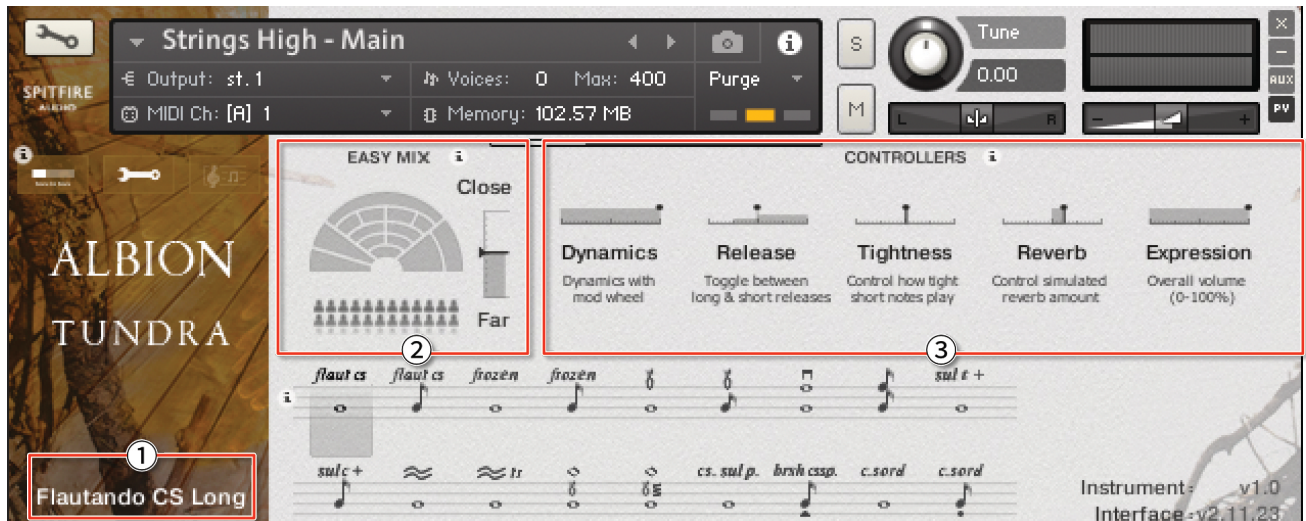 Strings High - Main
S
Tune
SPITFIRE
AUDIO
Output: st. 1
Voices: 0 Max: 400
Purge
0.00
AUX
MIDI Ch: [A] 1
Memory: 102.57 MB
M
L
R
PV
EASY MIX
CONTROLLERS
Close
Far
Dynamics
Release
Tightness
Reverb
Expression
Dynamics with
mod wheel
Toggle between
long & short releases
Control how tight
short notes play
Control simulated
reverb amount
Overall volume
(0-100%)
ALBION
TUNDRA
②
③
flaut cs
flaut cs
frozen
frozen
sul t +
①
Flautando CS Long
sul c +
tr
cs. sul p.
brsh cssp.
c.sord
c.sord
Instrument: v1.0
Interface: v2.11.23